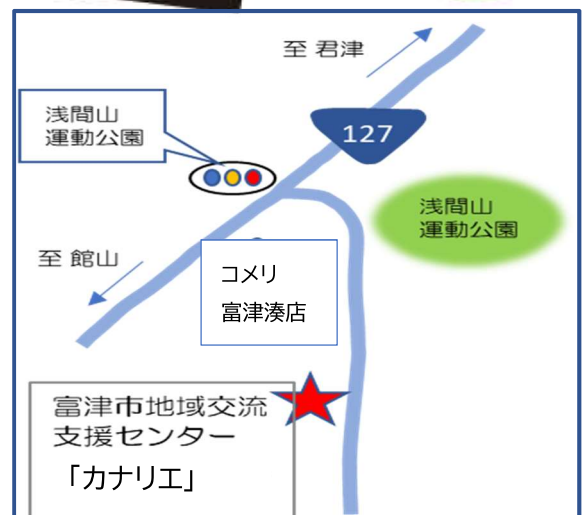 至 君津
浅間山
運動公園
127
浅間山
運動公園
至 館山
コメリ
富津湊店
富津市地域交流
支援センター
「カナリエ」